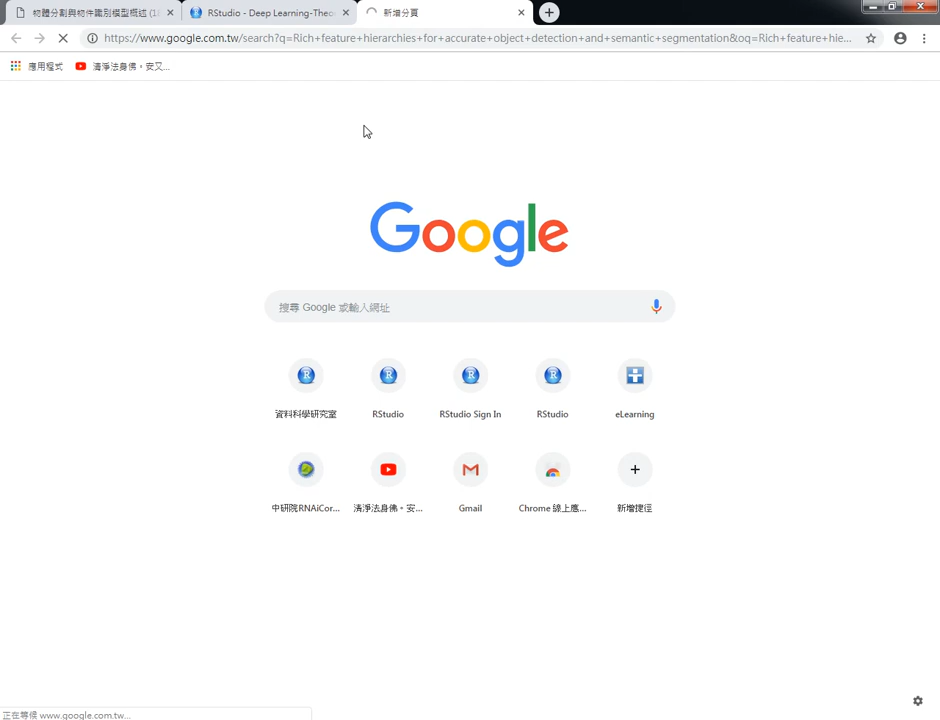 物體分割與物件識別模型概述 (1
RStudio - Deep Learning-Theo
新增分頁
https://www.google.com.tw/search?q=Rich+feature+hierarchies+for+accurate+object+detection+and+semantic+segmentation&oq=Rich+feature+hie...
應用程式
清淨法身佛。安又...
Google
搜尋 Google 或輸入網址
資料科學研究室
RStudio
RStudio Sign In
RStudio
eLearning
中研院RNAiCor...
清淨法身佛。安...
Gmail
Chrome 線上應...
新增捷徑
正在等候 www.google.com.tw...